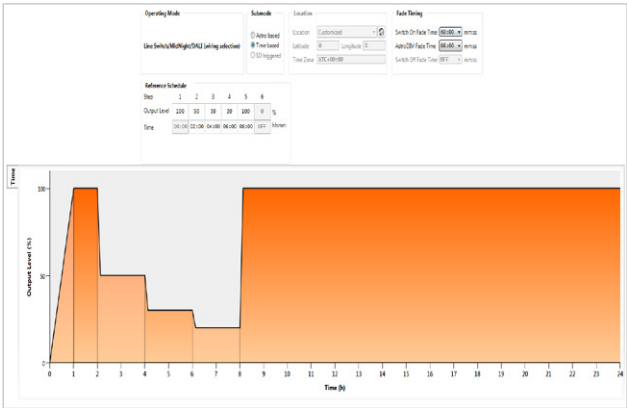 Operating Mode
Line Switch/MidNight/DALI (wiring selection)
Submode
Astro based
Time based
SD triggered
Location
Location Customized
Latitude 0 Longitude 0
Time Zone UTC+00:00
Fade Timing
Switch On Fade Time mm:ss
Astro/DIM Fade Time mm:ss
Switch Off Fade Time OFF mm:ss
Reference Schedule
Step 1 2 3 4 5 6
Output Level 100 50 30 20 100 0 %
Time 00:00 02:00 04:00 06:00 08:00 OFF hh:mm
Time
Output Level (%)
100
50
0
0 1 2 3 4 5 6 7 8 9 10 11 12 13 14 15 16 17 18 19 20 21 22 23 24
Time (h)